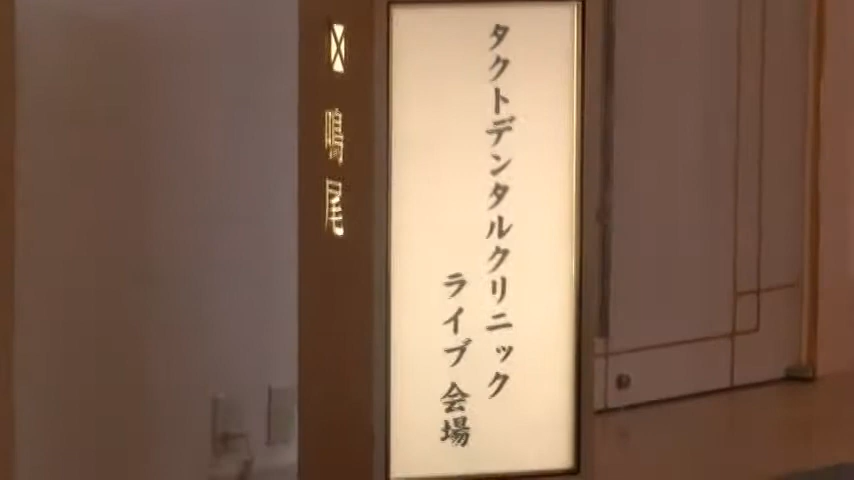 鳴尾
タクトデンタルクリニック
ライブ会場